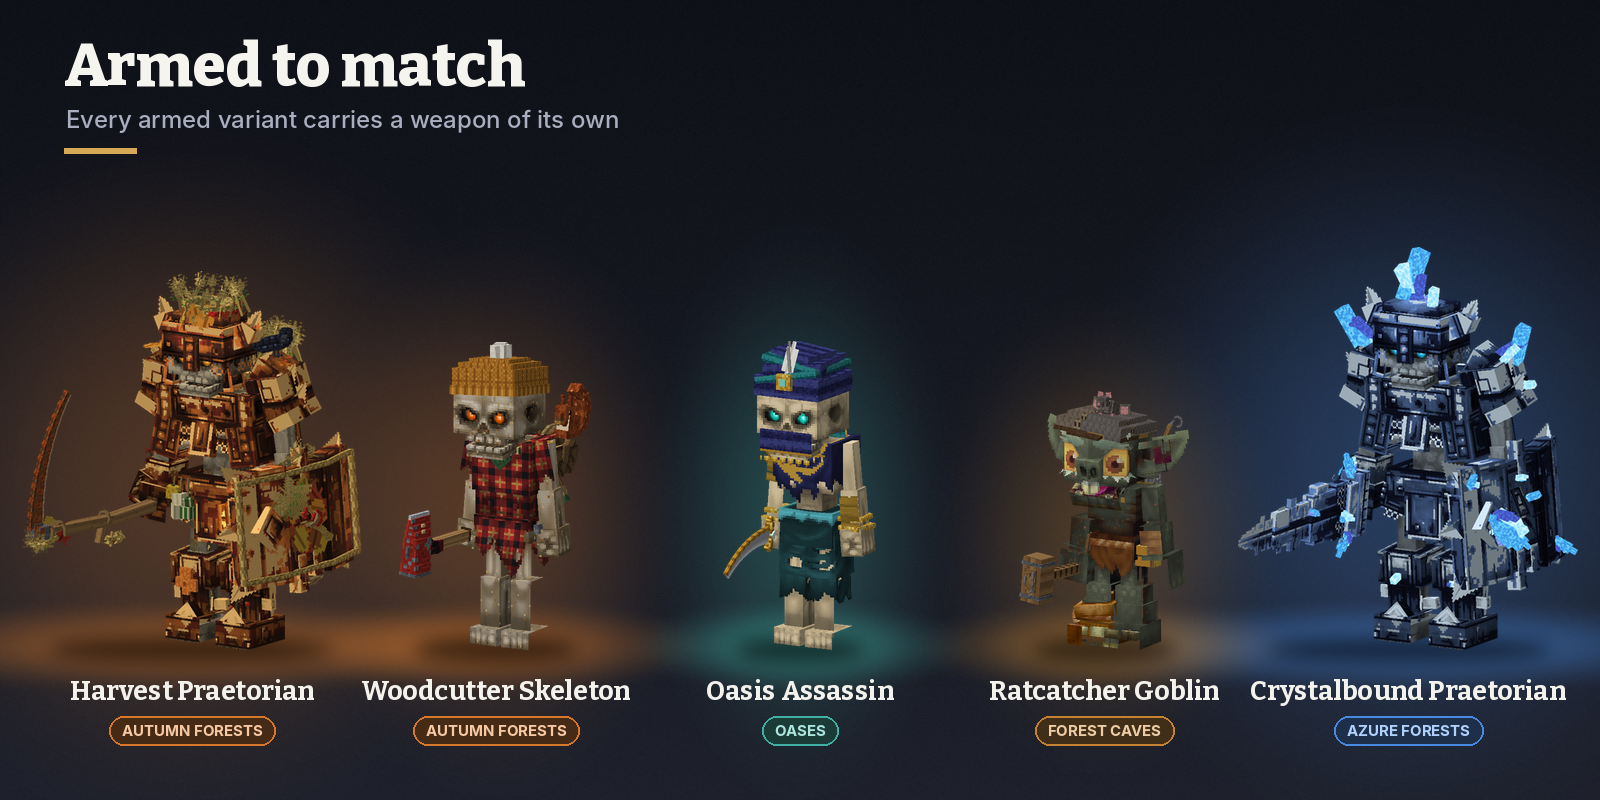 Armed to match
Every armed variant carries a weapon of its own
Harvest Praetorian
AUTUMN FORESTS
Woodcutter Skeleton
AUTUMN FORESTS
Oasis Assassin
OASES
Ratcatcher Goblin
FOREST CAVES
Crystalbound Praetorian
AZURE FORESTS